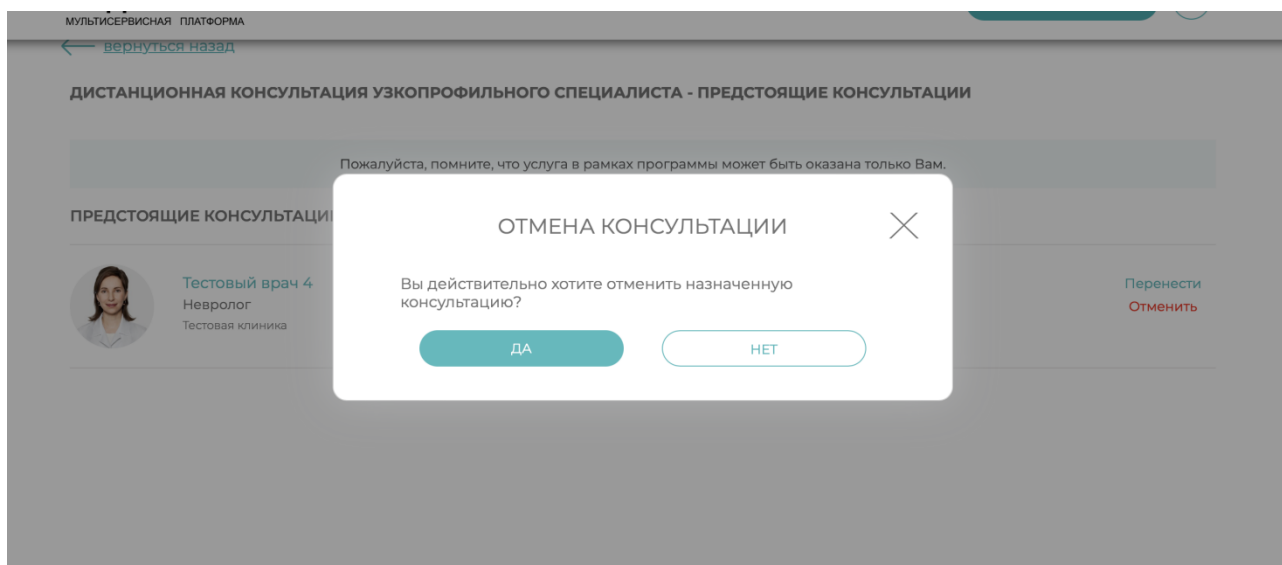 МУЛЬТИСЕРВИСНАЯ ПЛАТФОРМА
вернуться назад
ДИСТАНЦИОННАЯ КОНСУЛЬТАЦИЯ УЗКОПРОФИЛЬНОГО СПЕЦИАЛИСТА - ПРЕДСТОЯЩИЕ КОНСУЛЬТАЦИИ
Пожалуйста, помните, что услуга в рамках программы может быть оказана только Вам.
ПРЕДСТОЯЩИЕ КОНСУЛЬТАЦИИ
ОТМЕНА КОНСУЛЬТАЦИИ
Вы действительно хотите отменить назначенную
консультацию?
ДА
НЕТ
Тестовый врач 4
Невролог
Тестовая клиника
Перенести
Отменить